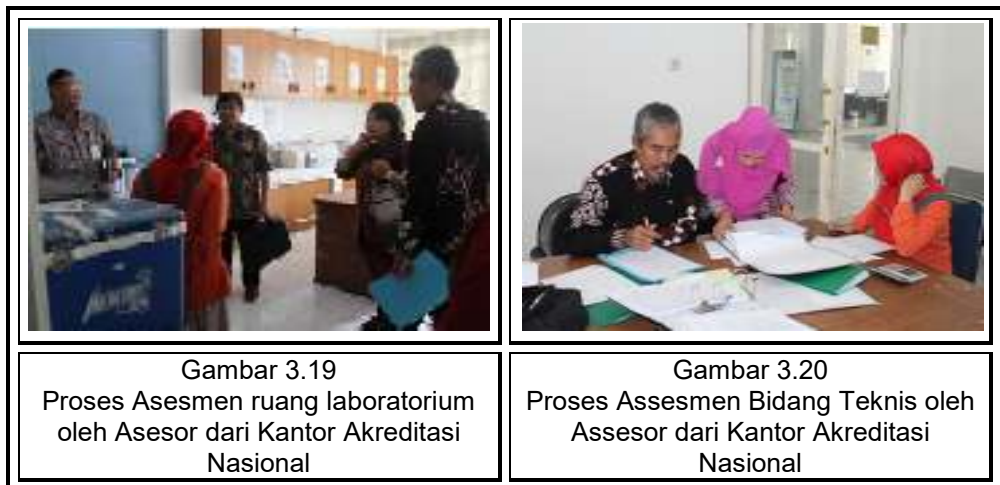 Gambar 3.19
Proses Asesmen ruang laboratorium
oleh Asesor dari Kantor Akreditasi
Nasional
Gambar 3.20
Proses Assesmen Bidang Teknis oleh
Assesor dari Kantor Akreditasi
Nasional